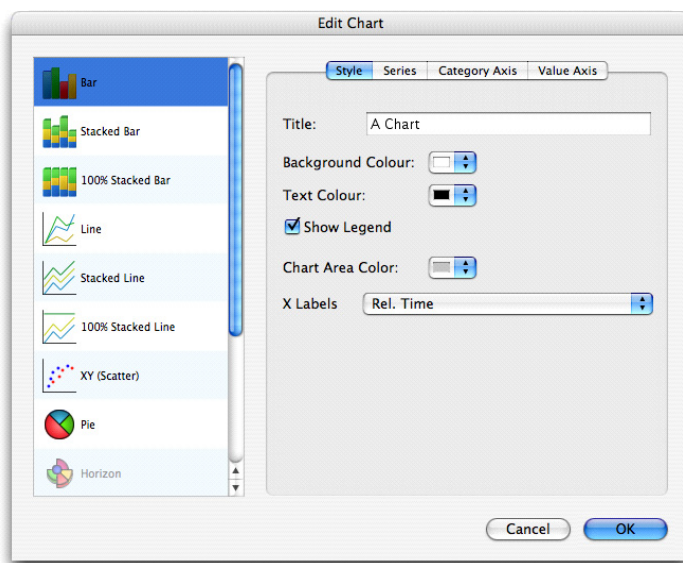 Edit Chart
Bar
Stacked Bar
100% Stacked Bar
Line
Stacked Line
100% Stacked Line
XY (Scatter)
Pie
Horizon
Style Series Category Axis Value Axis
Title: A Chart
Background Colour:
Text Colour:
Show Legend
Chart Area Color:
X Labels Rel. Time
Cancel OK